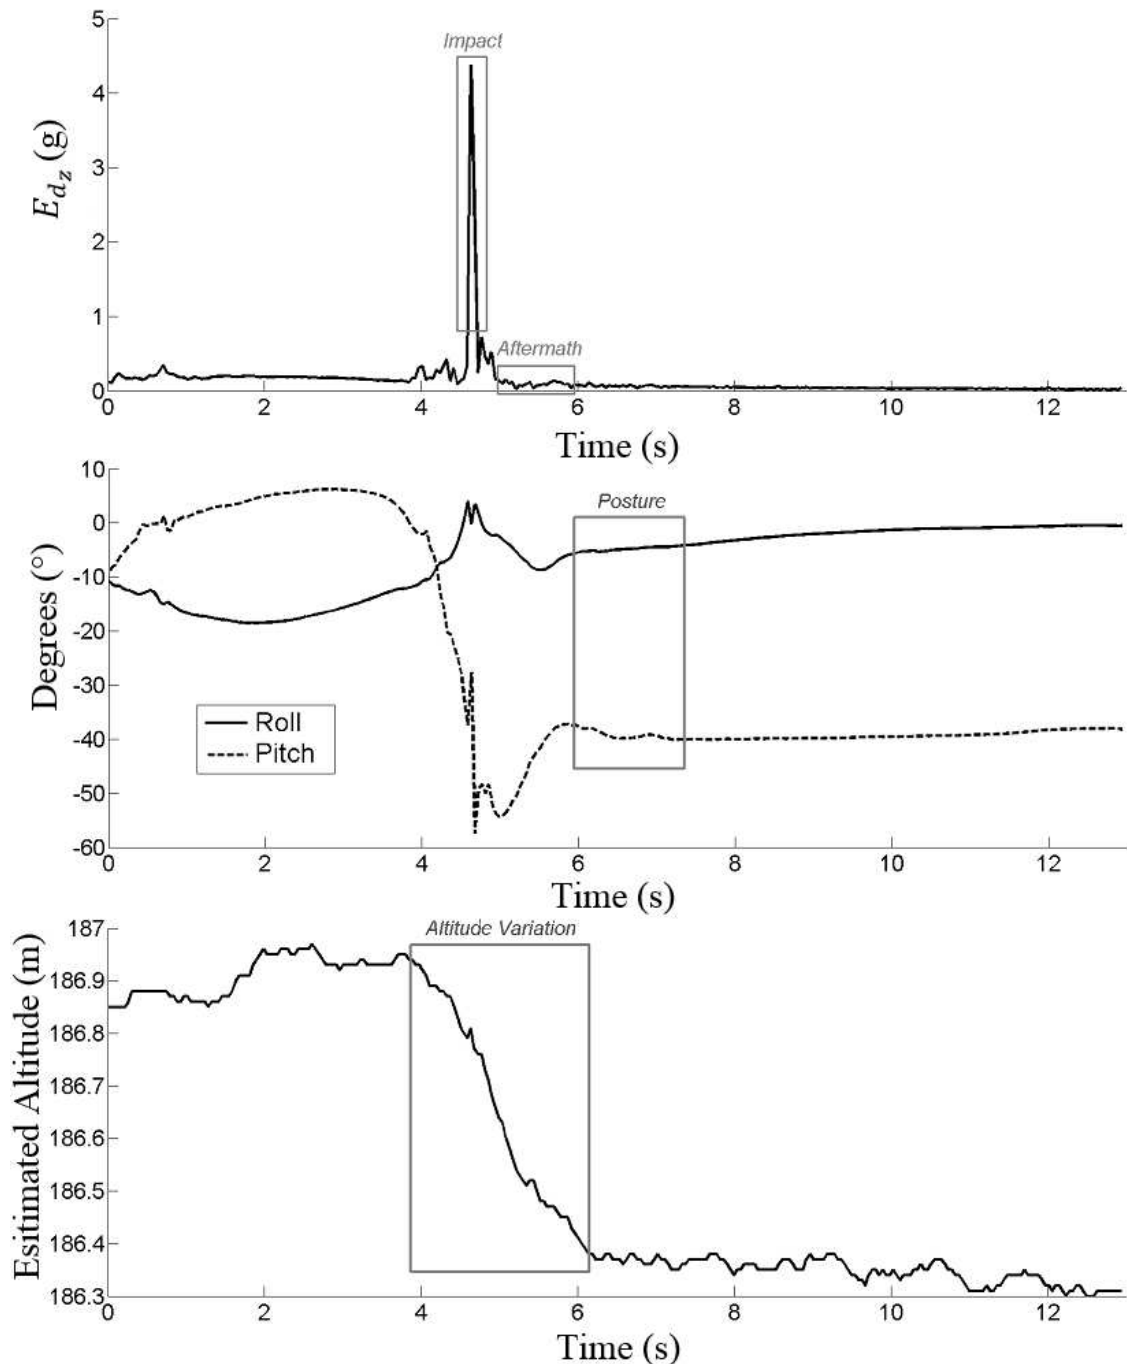 5
Impact
4
3
E_{d_z} (g)
2
1
Aftermath
0
0 2 4 6 8 10 12
Time (s)
10
Posture
0
-10
-20
Degrees (°)
-30
Roll
-40
Pitch
-50
-60
0 2 4 6 8 10 12
Time (s)
187
Altitude Variation
186.9
186.8
186.7
Esitimated Altitude (m)
186.6
186.5
186.4
186.3
0 2 4 6 8 10 12
Time (s)